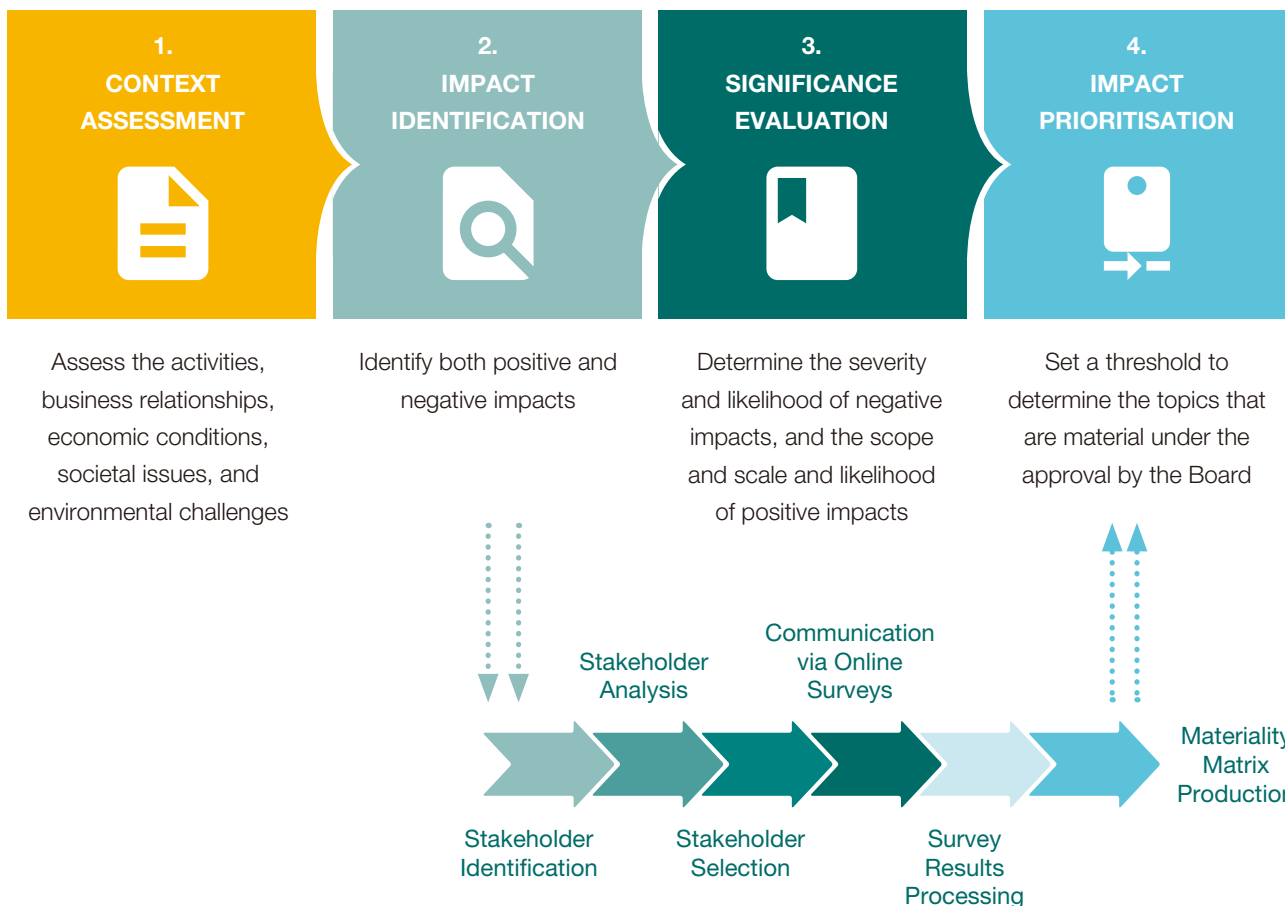 1.
CONTEXT
ASSESSMENT
2.
IMPACT
IDENTIFICATION
3.
SIGNIFICANCE
EVALUATION
4.
IMPACT
PRIORITISATION
Assess the activities,
business relationships,
economic conditions,
societal issues, and
environmental challenges
Identify both positive and
negative impacts
Determine the severity
and likelihood of negative
impacts, and the scope
and scale and likelihood
of positive impacts
Set a threshold to
determine the topics that
are material under the
approval by the Board
Stakeholder
Identification
Stakeholder
Analysis
Stakeholder
Selection
Communication
via Online
Surveys
Survey
Results
Processing
Materiality
Matrix
Production